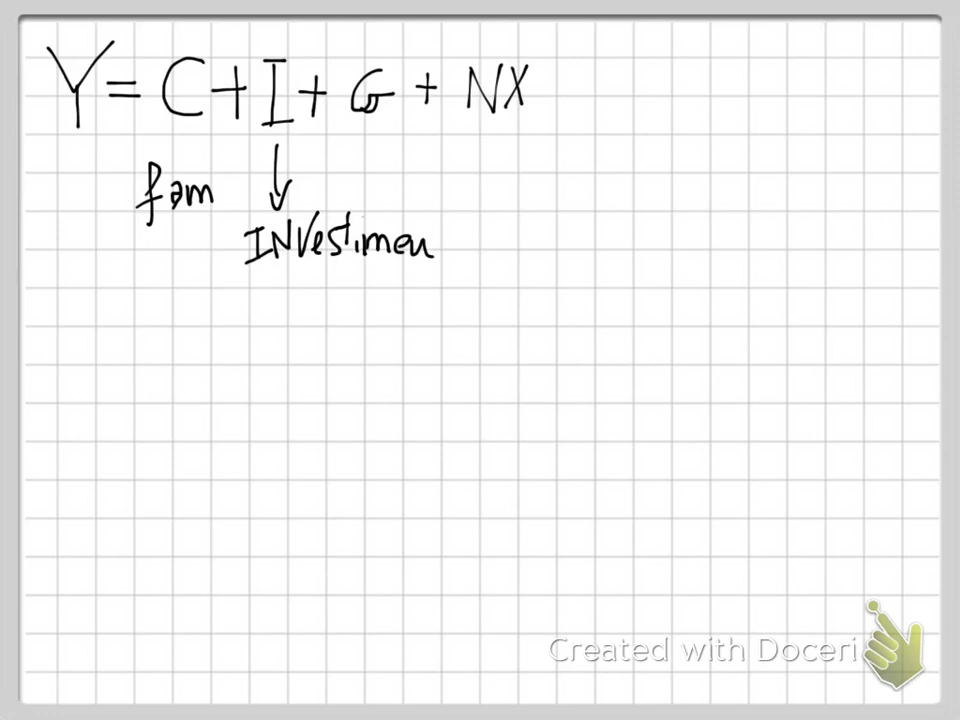 Y = C + I + G + NX
fam
INVestimen
Created with Doceri